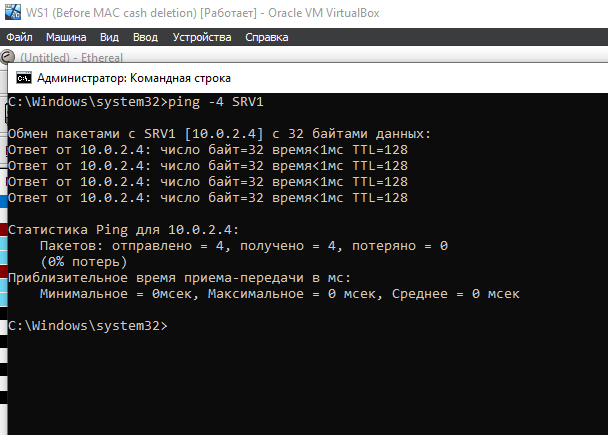 WS1 (Before MAC cash deletion) [Работает] - Oracle VM VirtualBox
Файл Машина Вид Ввод Устройства Справка
(Untitled) - Ethereal
Администратор: Командная строка
C:\Windows\system32>ping -4 SRV1
Обмен пакетами с SRV1 [10.0.2.4] с 32 байтами данных:
Ответ от 10.0.2.4: число байт=32 время<1мс TTL=128
Ответ от 10.0.2.4: число байт=32 время<1мс TTL=128
Ответ от 10.0.2.4: число байт=32 время<1мс TTL=128
Ответ от 10.0.2.4: число байт=32 время<1мс TTL=128
Статистика Ping для 10.0.2.4:
Пакетов: отправлено = 4, получено = 4, потеряно = 0
(0% потерь)
Приблизительное время приема-передачи в мс:
Минимальное = 0мсек, Максимальное = 0 мсек, Среднее = 0 мсек
C:\Windows\system32>